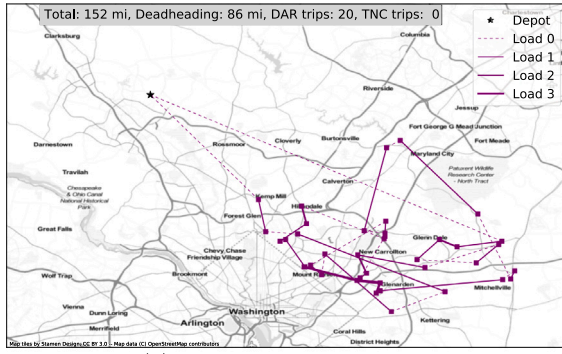 Total: 152 mi, Deadheading: 86 mi, DAR trips: 20, TNC trips: 0
Depot
Load 0
Load 1
Load 2
Load 3
Clarksburg
Columbia
Riverside
Jessup
Fort George G Mead Junction
Fort Meade
Burtonsville
Cloverly
Rossmoor
Darnestown
Maryland City
Patuxent Wildlife
Research Center
- North Tract
Travilah
Calverton
Chesapeake
& Ohio Canal
National Historical
Park
Kemp Mill
Hillandale
Forest Glen
Great Falls
Glenn Dale
Chevy Chase
Friendship Village
New Carrollton
Wolf Trap
Brookmont
Mount
Glenarden
Mitchellville
Vienna
Dunn Loring
Washington
Merrifield
Arlington
Kettering
Coral Hills
District Heights
Map tiles by Stamen Design, CC BY 3.0 -- Map data (C) OpenStreetMap contributors